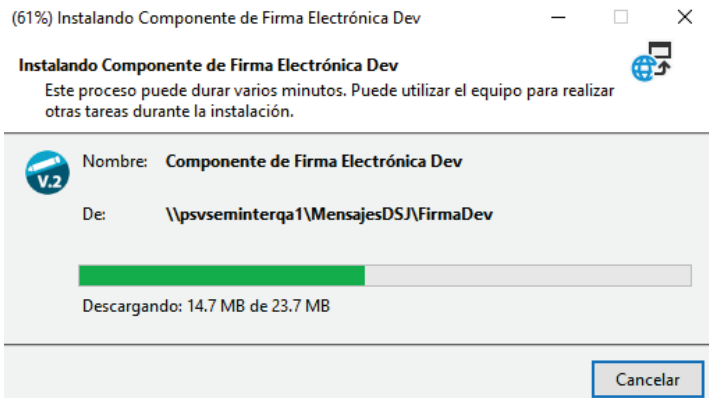 (61%) Instalando Componente de Firma Electrónica Dev
Instalando Componente de Firma Electrónica Dev
Este proceso puede durar varios minutos. Puede utilizar el equipo para realizar
otras tareas durante la instalación.
V.2
Nombre: Componente de Firma Electrónica Dev
De: \\psvseminterqa1\MensajesDSJ\FirmaDev
Descargando: 14.7 MB de 23.7 MB
Cancelar